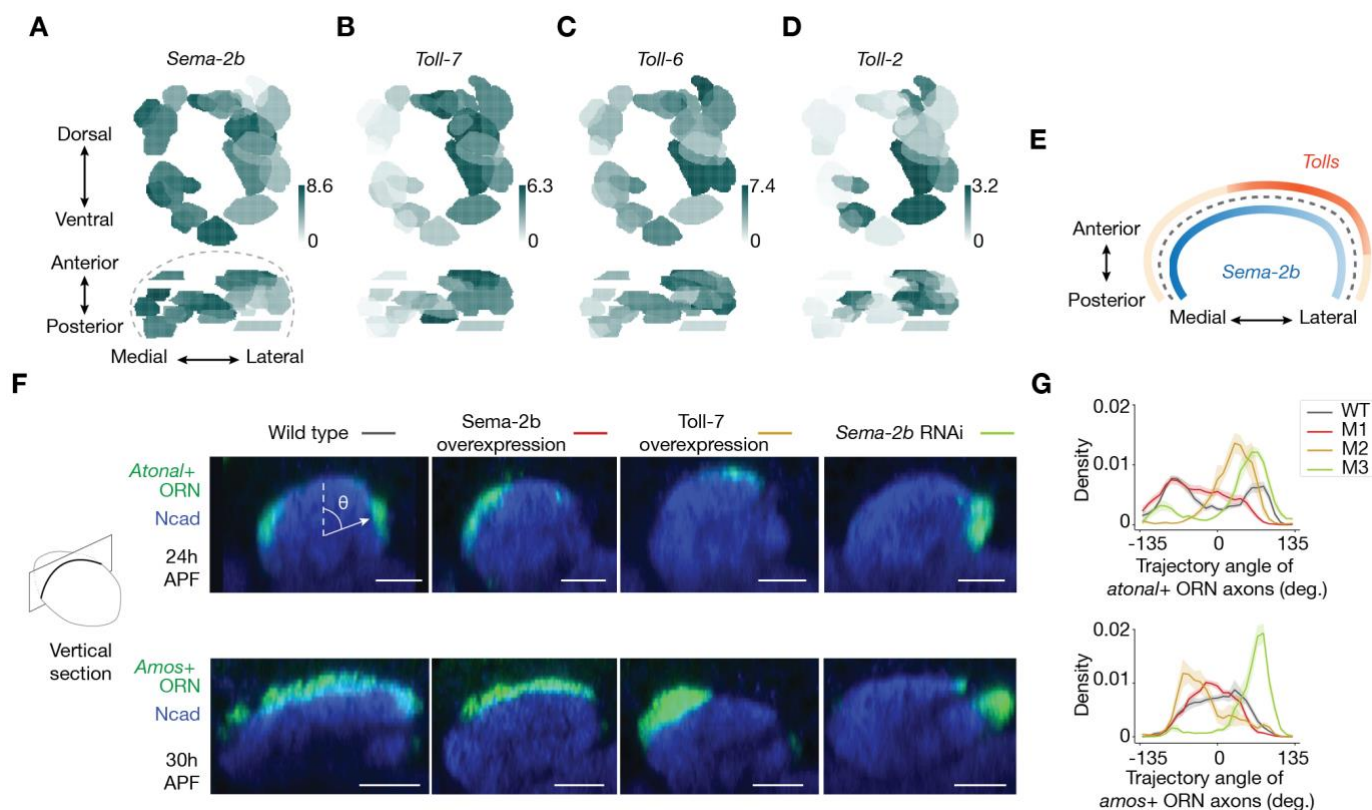 A
B
C
D
Sema-2b
Toll-7
Toll-6
Toll-2
Dorsal
Ventral
8.6
0
6.3
0
7.4
0
3.2
0
Anterior
Posterior
Medial
Lateral
E
Tolls
Anterior
Posterior
Sema-2b
Medial
Lateral
F
Wild type
Sema-2b
overexpression
Toll-7
overexpression
Sema-2b RNAi
Atonal+
ORN
Ncad
24h
APF
θ
Vertical
section
Amos+
ORN
Ncad
30h
APF
G
WT
M1
M2
M3
0.02
0.01
0
Density
-135
0
135
Trajectory angle of
atonal+ ORN axons (deg.)
0.02
0.01
0
Density
-135
0
135
Trajectory angle of
amos+ ORN axons (deg.)